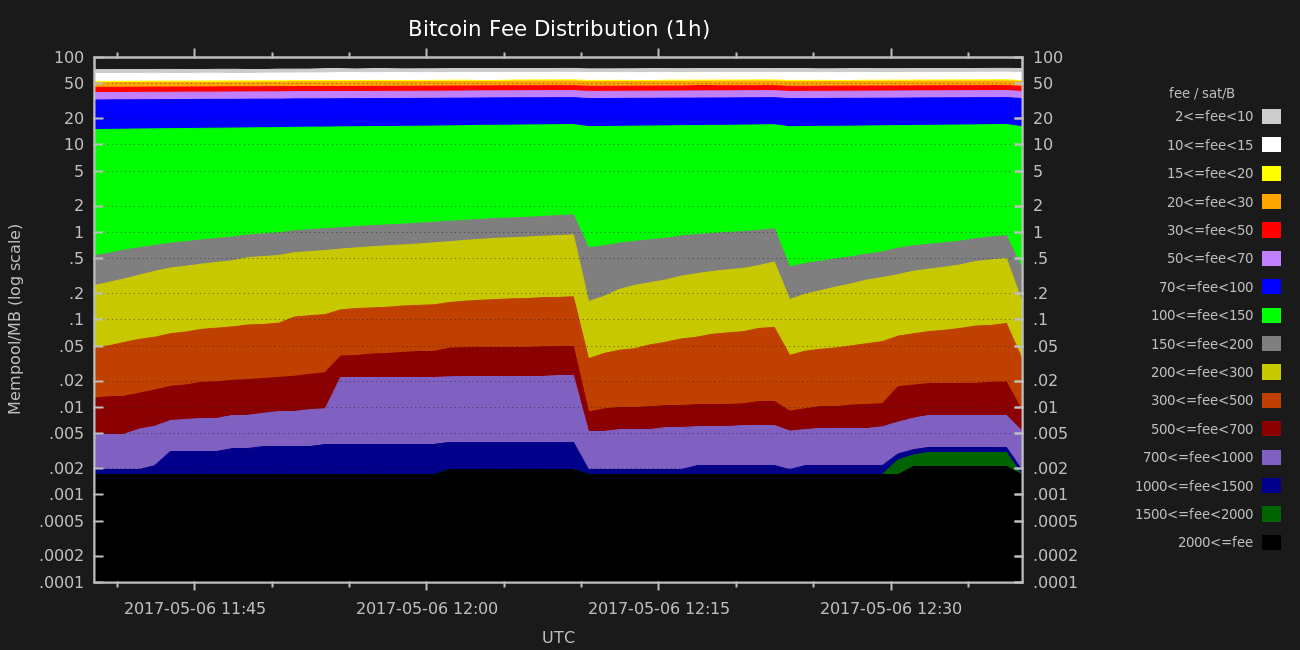 Bitcoin Fee Distribution (1h)
100 100
50 50
20 20
10 10
5 5
2 2
1 1
.5 .5
.2 .2
.1 .1
.05 .05
.02 .02
.01 .01
.005 .005
.002 .002
.001 .001
.0005 .0005
.0002 .0002
.0001 .0001
Mempool/MB (log scale)
2017-05-06 11:45 2017-05-06 12:00 2017-05-06 12:15 2017-05-06 12:30
UTC
fee / sat/B
2<=fee<10
10<=fee<15
15<=fee<20
20<=fee<30
30<=fee<50
50<=fee<70
70<=fee<100
100<=fee<150
150<=fee<200
200<=fee<300
300<=fee<500
500<=fee<700
700<=fee<1000
1000<=fee<1500
1500<=fee<2000
2000<=fee